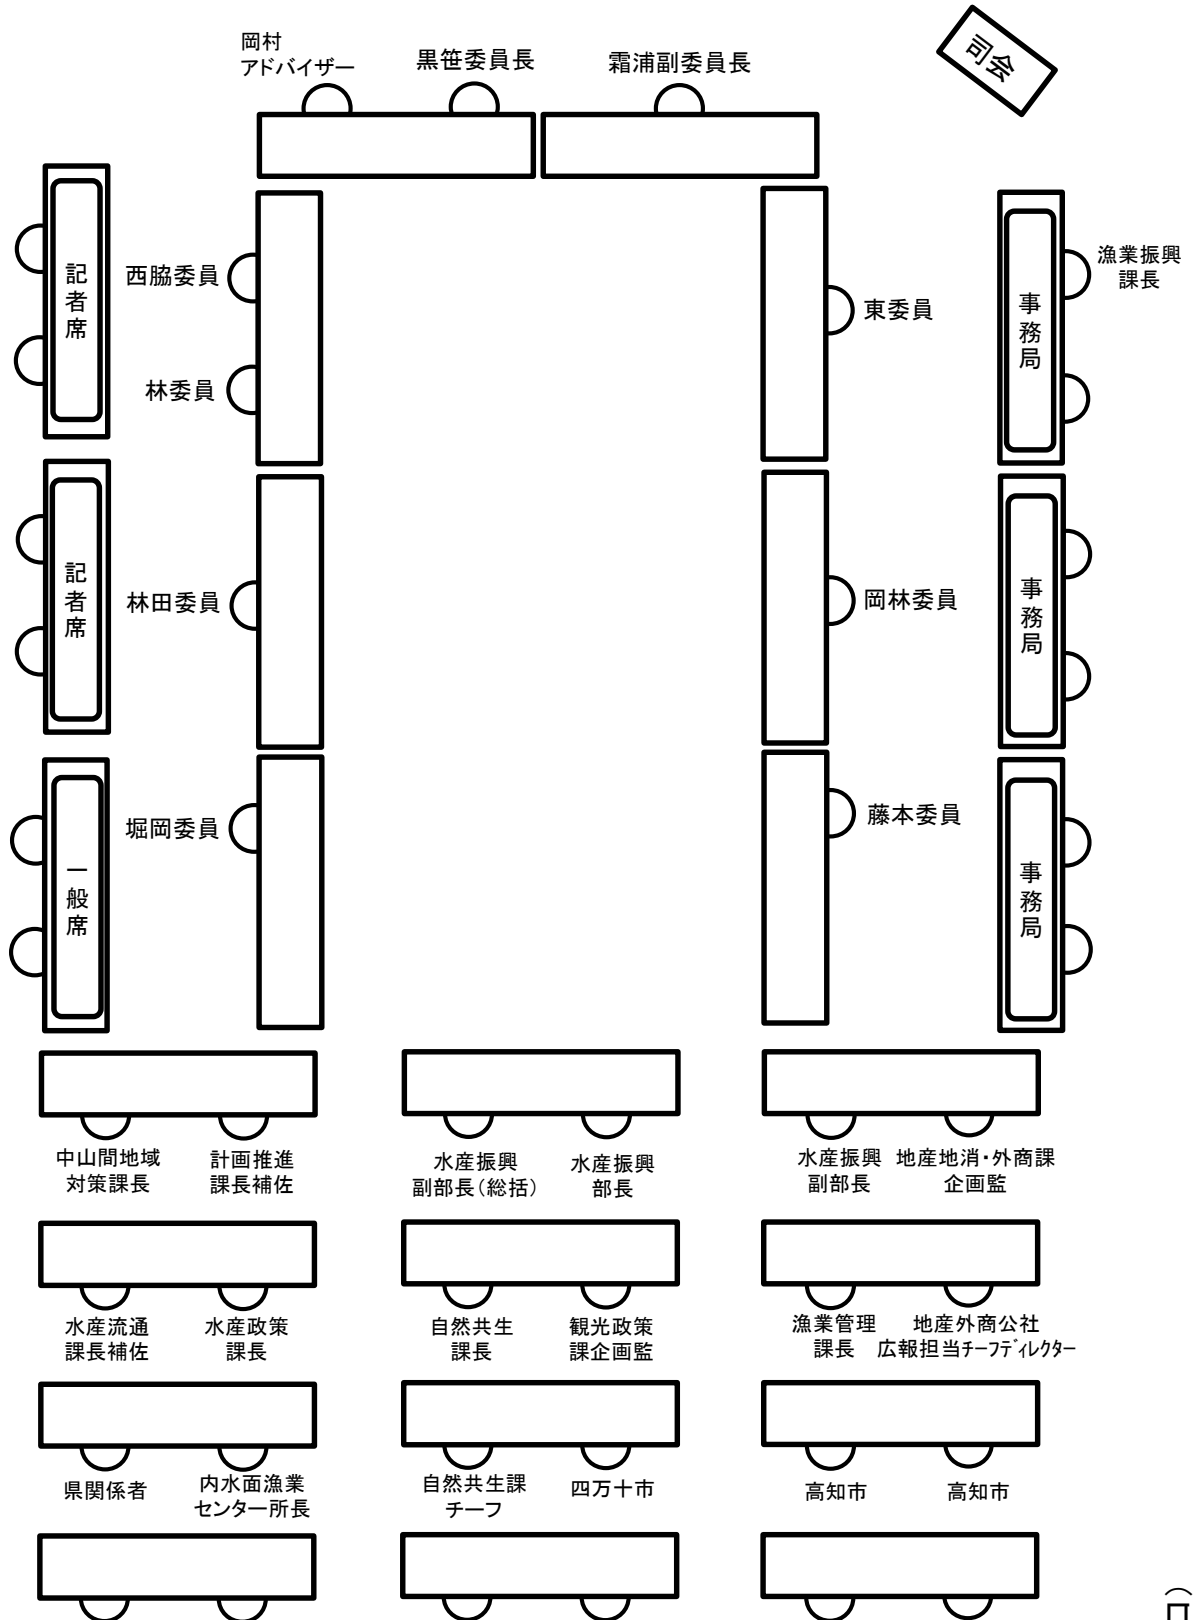 岡村
アドバイザー
黒笹委員長
霜浦副委員長
司会
記者席
西脇委員
林委員
東委員
事務局
漁業振興
課長
記者席
林田委員
岡林委員
事務局
一般席
堀岡委員
藤本委員
事務局
中山間地域
対策課長
計画推進
課長補佐
水産振興
副部長(総括)
水産振興
部長
水産振興
副部長
地産地消・外商課
企画監
水産流通
課長補佐
水産政策
課長
自然共生
課長
観光政策
課企画監
漁業管理
課長
地産外商公社
広報担当チーフディレクター
県関係者
内水面漁業
センター所長
自然共生課
チーフ
四万十市
高知市
高知市